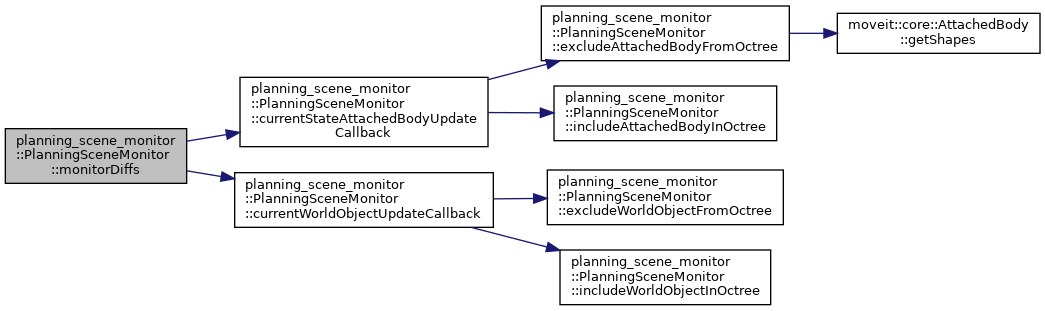 planning_scene_monitor
::PlanningSceneMonitor
::monitorDiffs
planning_scene_monitor
::PlanningSceneMonitor
::currentStateAttachedBodyUpdate
Callback
planning_scene_monitor
::PlanningSceneMonitor
::excludeAttachedBodyFromOctree
moveit::core::AttachedBody
::getShapes
planning_scene_monitor
::PlanningSceneMonitor
::includeAttachedBodyInOctree
planning_scene_monitor
::PlanningSceneMonitor
::currentWorldObjectUpdateCallback
planning_scene_monitor
::PlanningSceneMonitor
::excludeWorldObjectFromOctree
planning_scene_monitor
::PlanningSceneMonitor
::includeWorldObjectInOctree